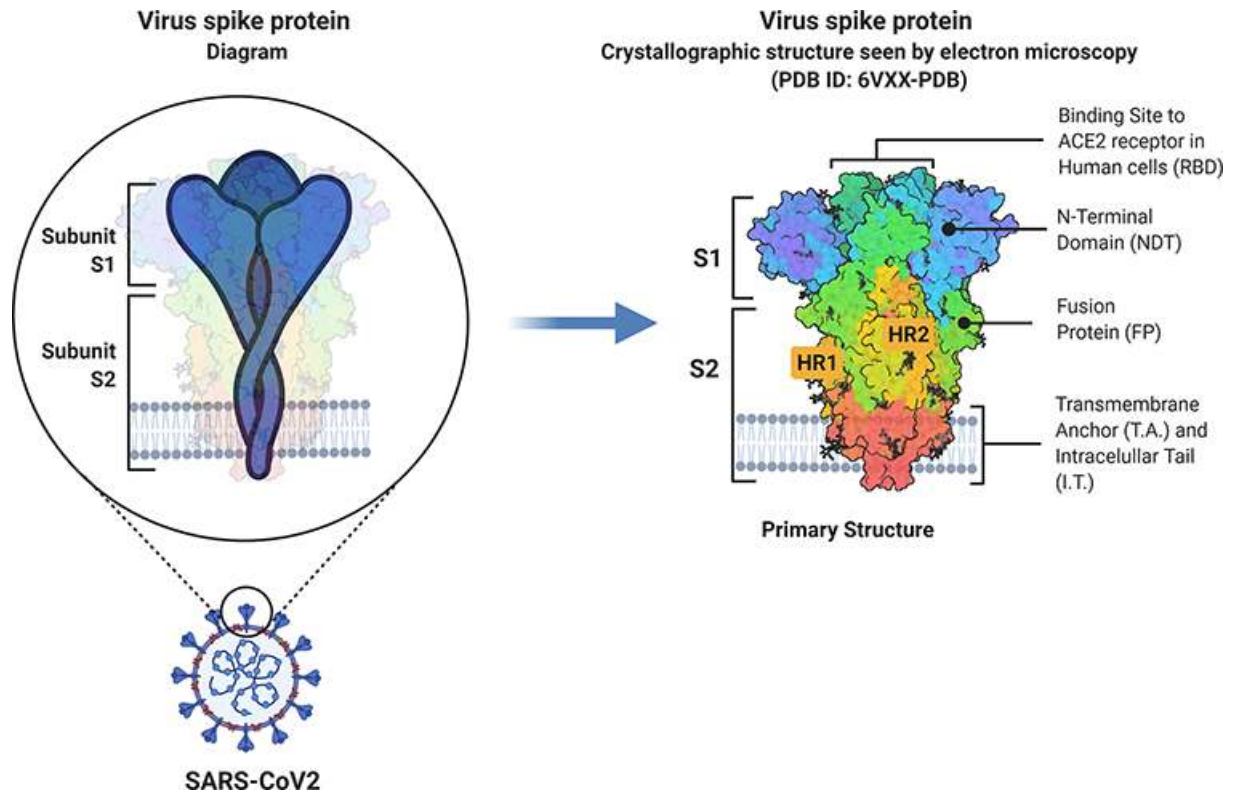 Virus spike protein
Diagram
Subunit
S1
Subunit
S2
SARS-CoV2
Virus spike protein
Crystallographic structure seen by electron microscopy
(PDB ID: 6VXX-PDB)
S1
S2
HR1
HR2
Binding Site to
ACE2 receptor in
Human cells (RBD)
N-Terminal
Domain (NDT)
Fusion
Protein (FP)
Transmembrane
Anchor (T.A.) and
Intracelullar Tail
(I.T.)
Primary Structure